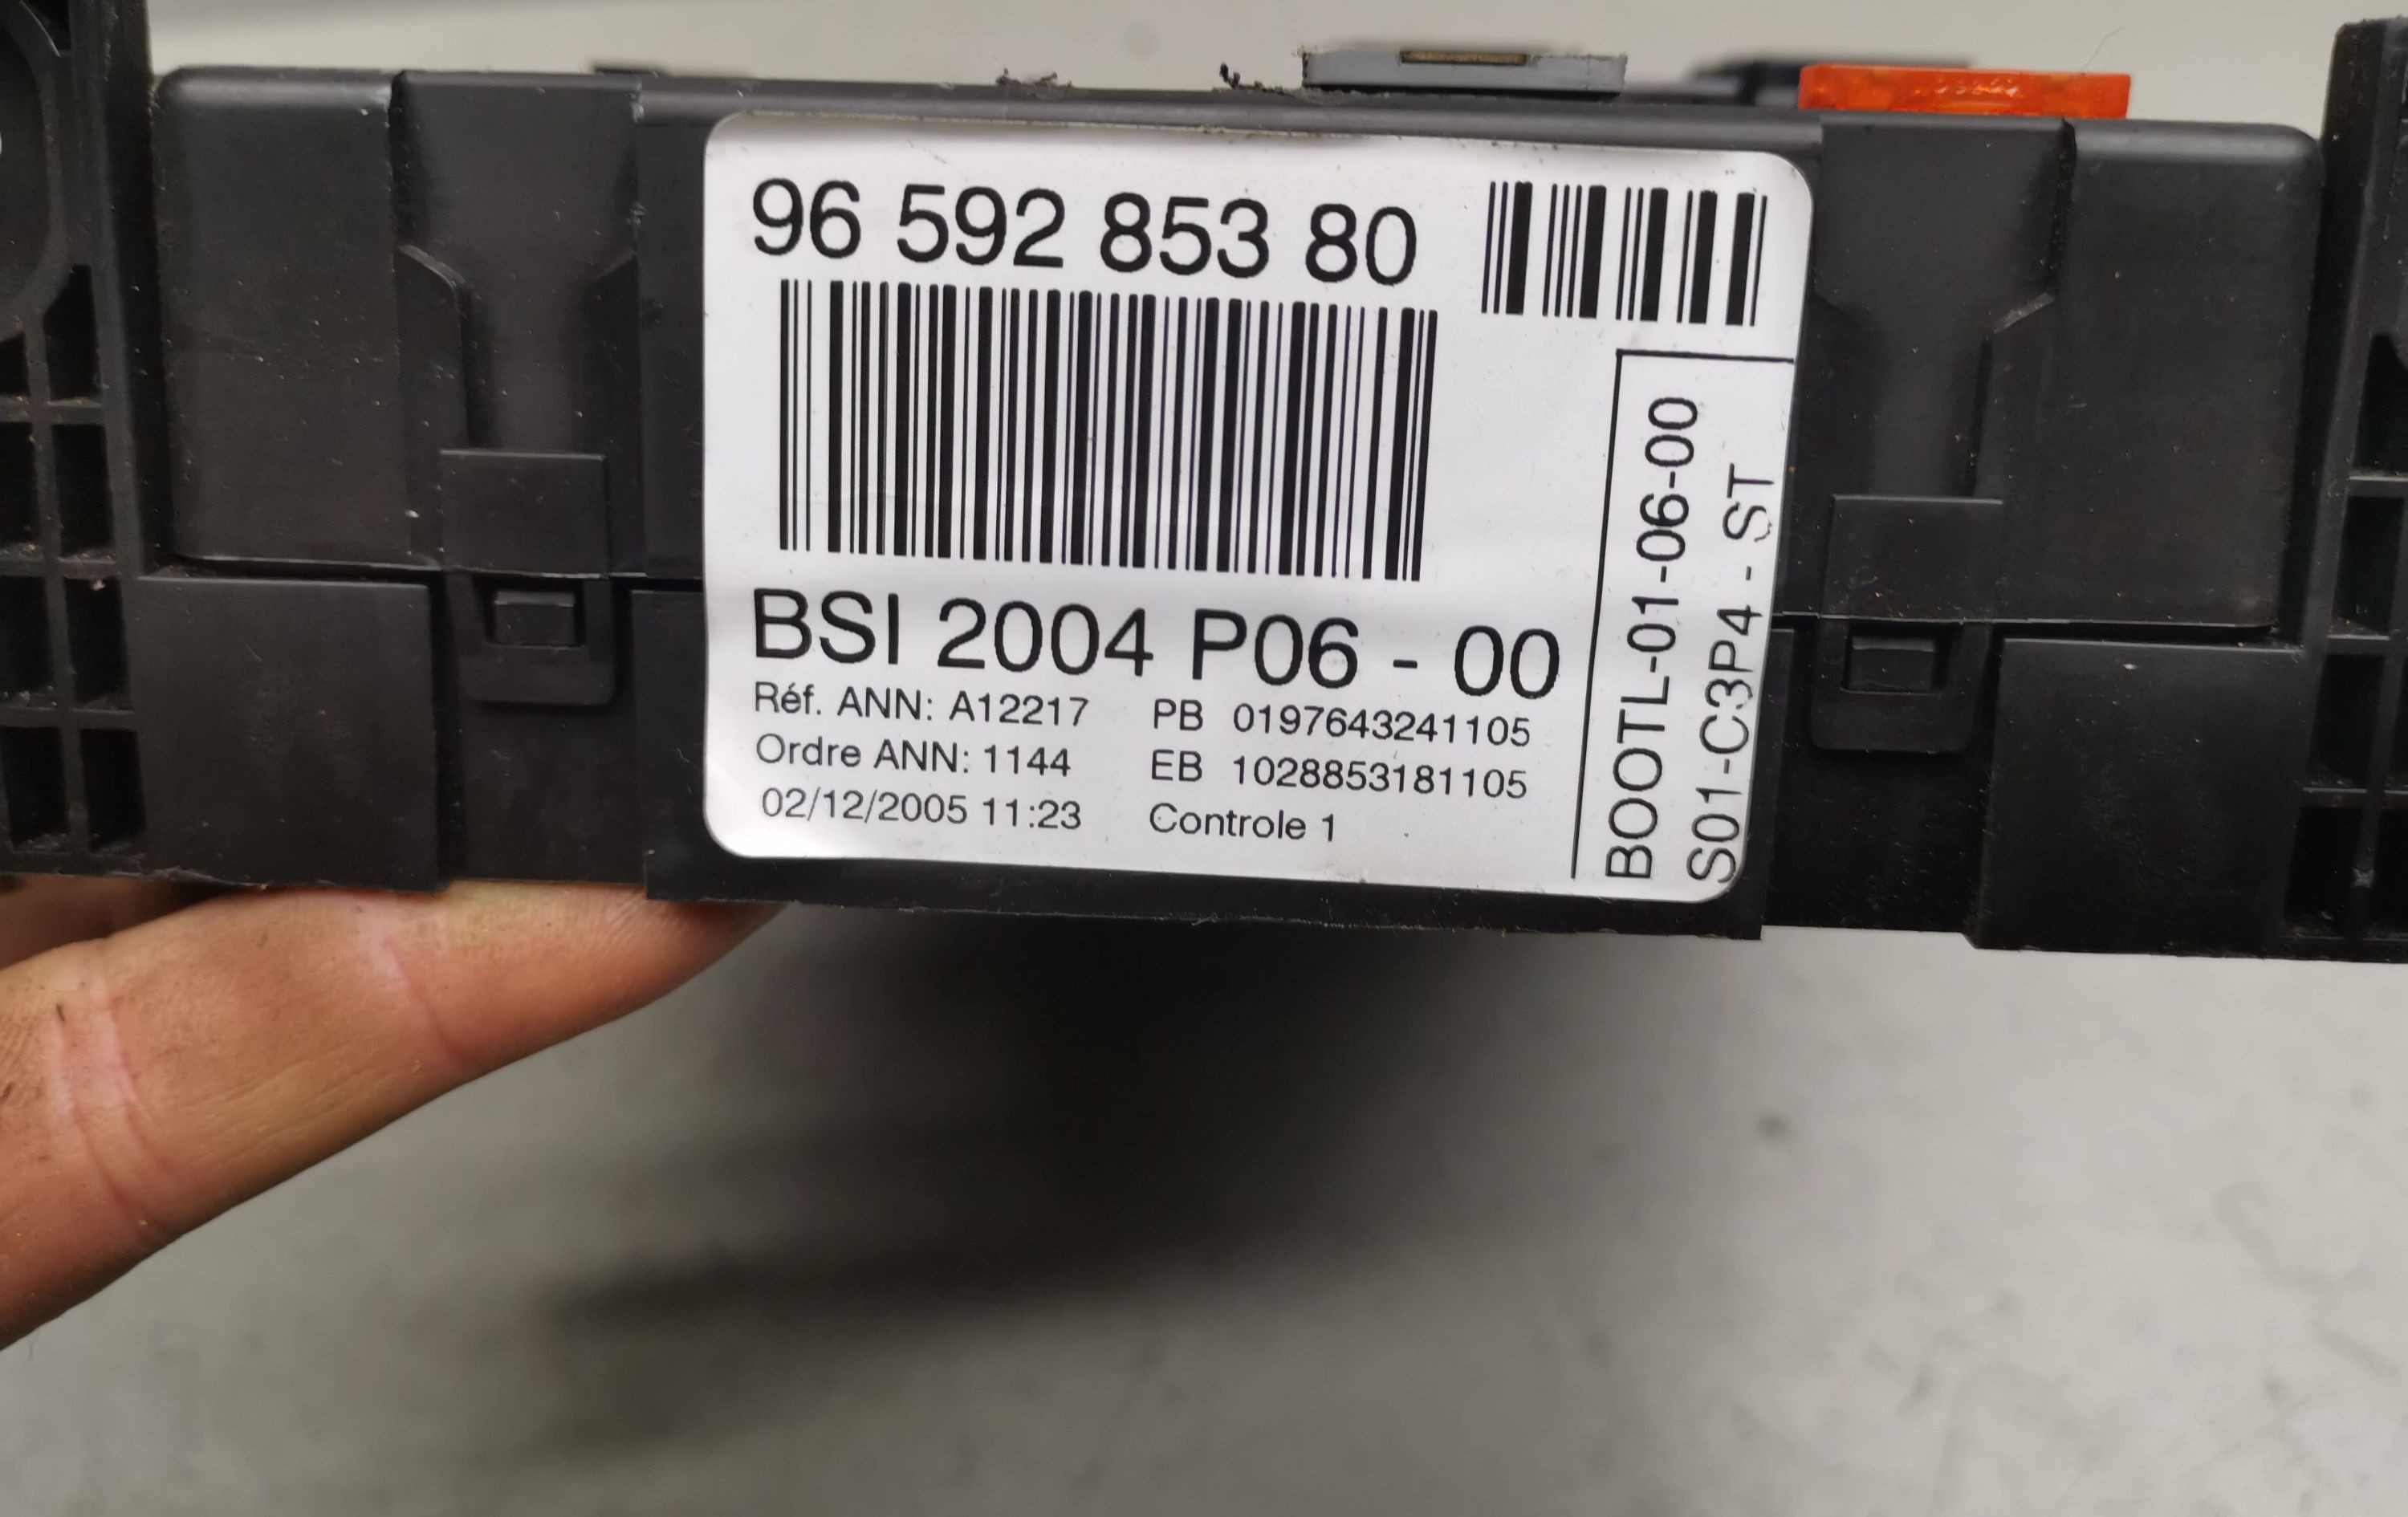 96 592 853 80
BSI 2004 P06 - 00
Réf. ANN: A12217 PB 0197643241105
Ordre ANN: 1144 EB 1028853181105
02/12/2005 11:23 Controle 1
BOOTL-01-06-00
S01-C3P4 - ST